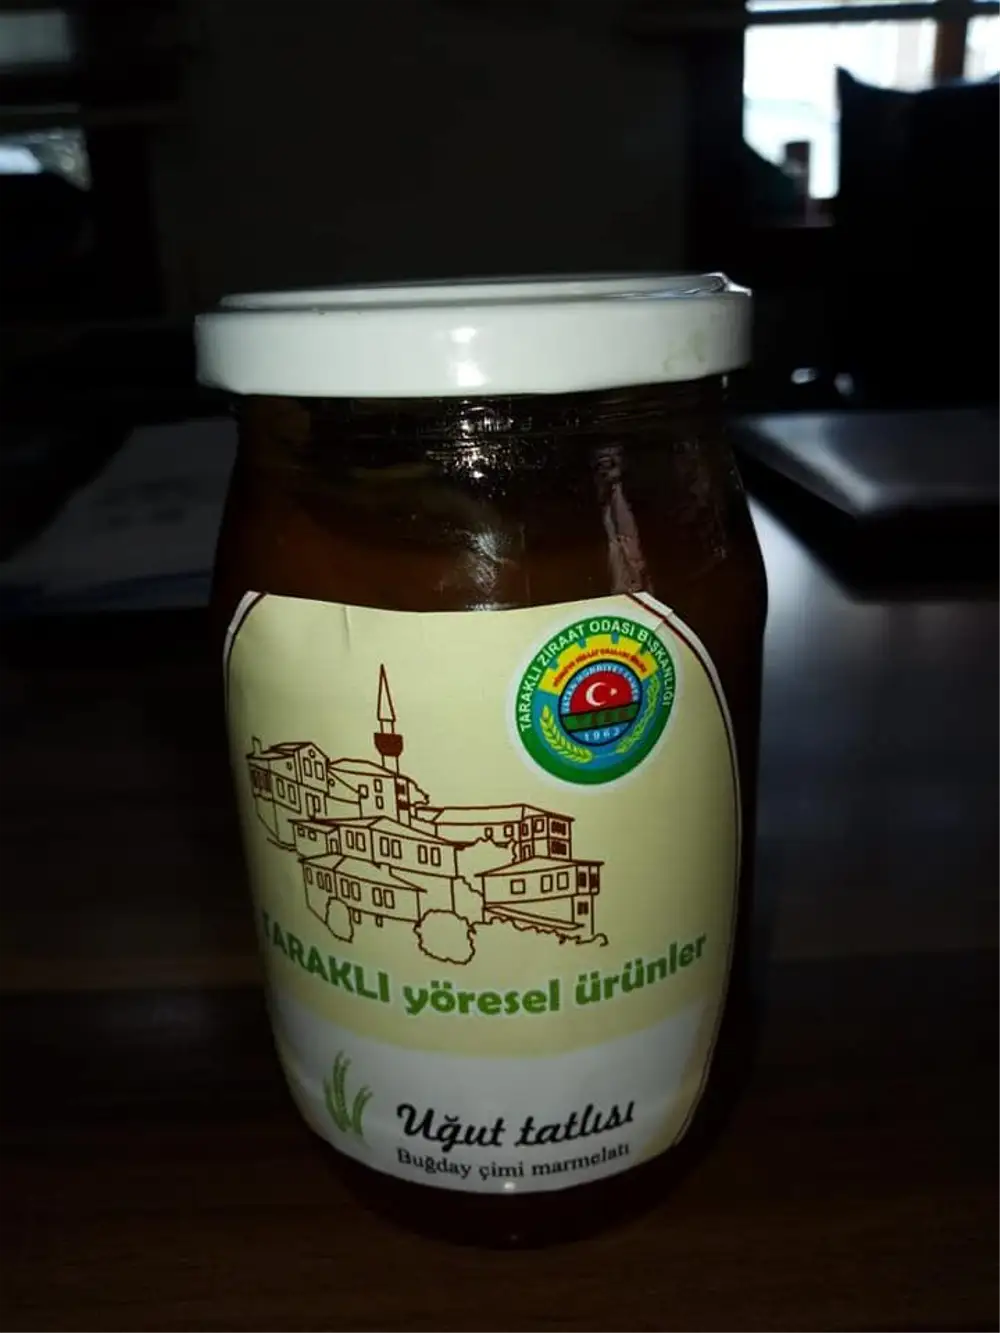 TARAKLI ZİRAAT ODASI BAŞKANLIĞI
1963
TARAKLI yöresel ürünler
Uğut tatlısı
Buğday çimi marmelatı